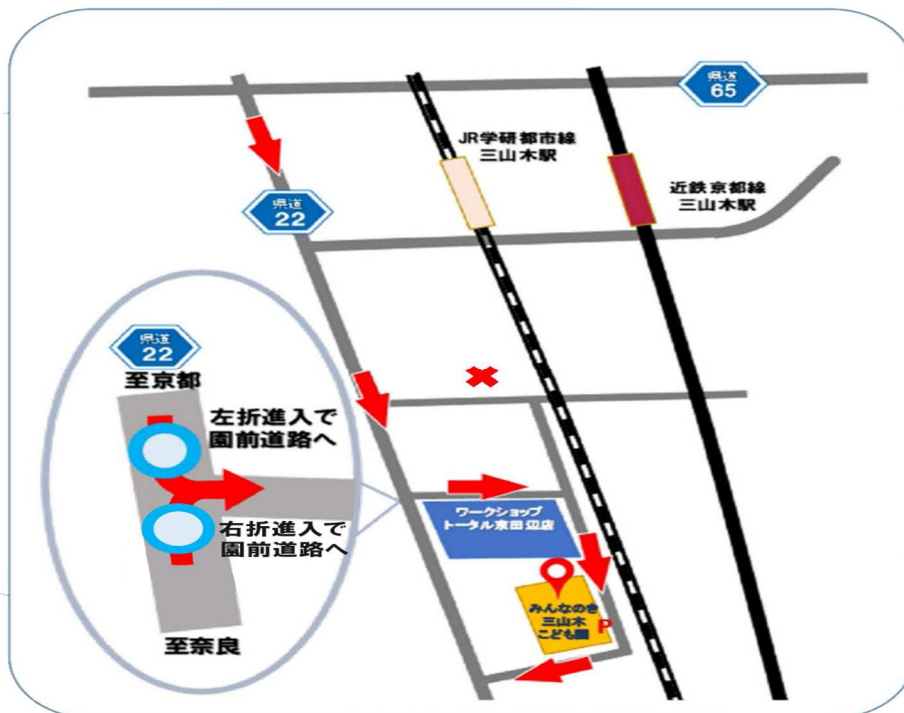 県道
65
JR学研都市線
三山木駅
近鉄京都線
三山木駅
県道
22
県道
22
至京都
左折進入で
園前道路へ
右折進入で
園前道路へ
至奈良
ワークショップ
トータル京田辺店
みんなのき
三山木
こども園
P